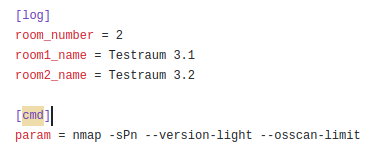 [log]
room_number = 2
room1_name = Testraum 3.1
room2_name = Testraum 3.2
[cmd]
param = nmap -sPn --version-light --osscan-limit